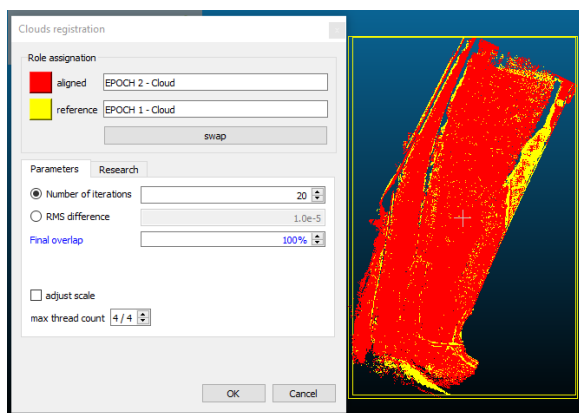 Clouds registration
Role assignation
aligned EPOCH 2 - Cloud
reference EPOCH 1 - Cloud
swap
Parameters Research
Number of iterations 20
RMS difference 1.0e-5
Final overlap 100%
adjust scale
max thread count 4 / 4
OK Cancel